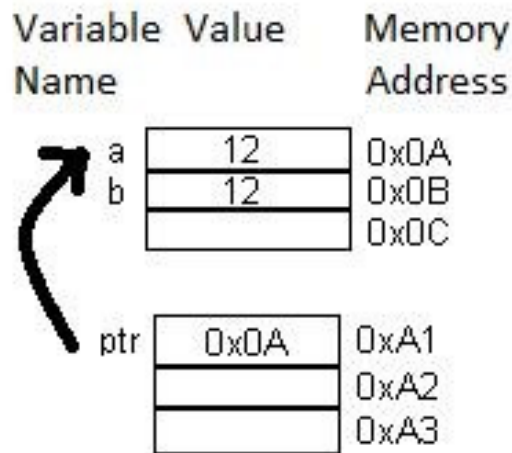 Variable Value Memory
Name Address
a 12 0x0A
b 12 0x0B
0x0C
ptr 0x0A 0xA1
0xA2
0xA3